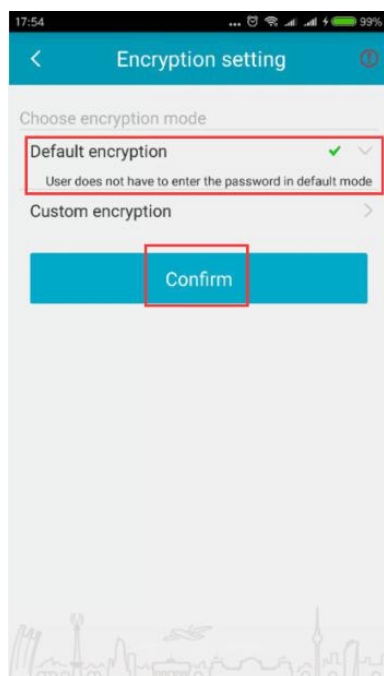 17:54
... 99%
Encryption setting
Choose encryption mode
Default encryption
User does not have to enter the password in default mode
Custom encryption
Confirm